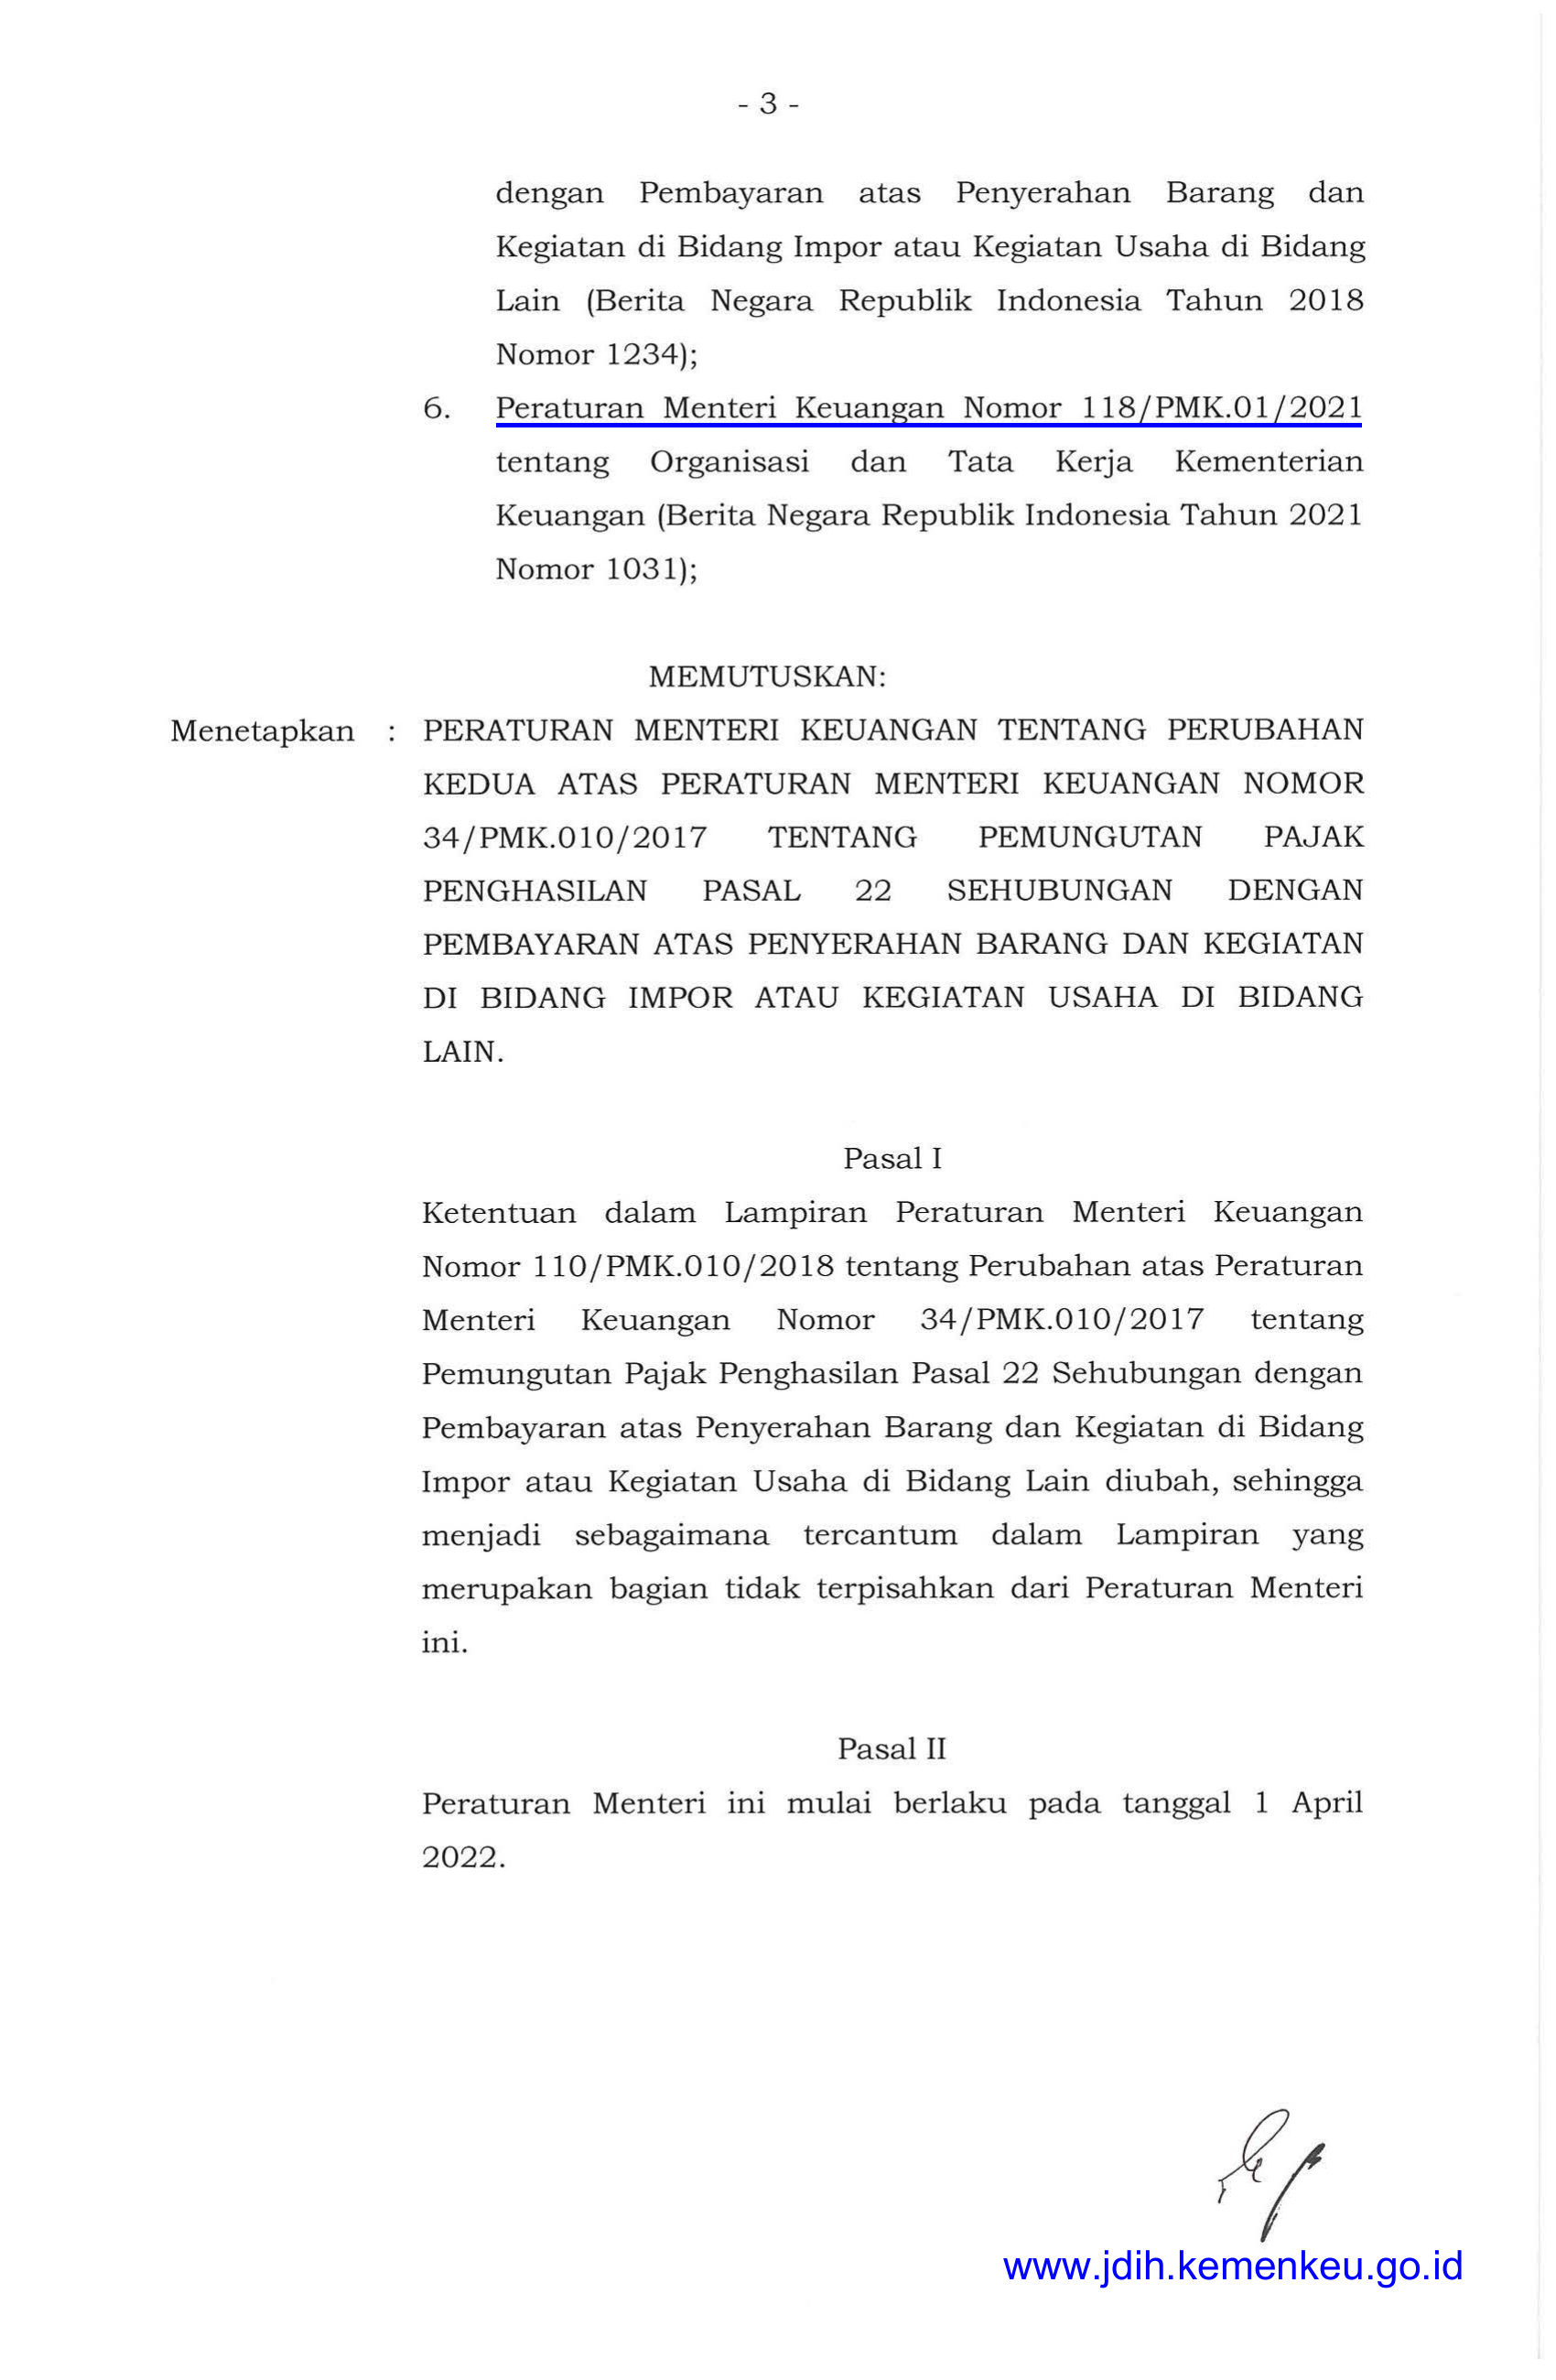 - 3 -
dengan Pembayaran atas Penyerahan Barang dan
Kegiatan di Bidang Impor atau Kegiatan Usaha di Bidang
Lain (Berita Negara Republik Indonesia Tahun 2018
Nomor 1234);
6. Peraturan Menteri Keuangan Nomor 118/PMK.01/2021
tentang Organisasi dan Tata Kerja Kementerian
Keuangan (Berita Negara Republik Indonesia Tahun 2021
Nomor 1031);
MEMUTUSKAN:
Menetapkan : PERATURAN MENTERI KEUANGAN TENTANG PERUBAHAN
KEDUA ATAS PERATURAN MENTERI KEUANGAN NOMOR
34/PMK.010/2017 TENTANG PEMUNGUTAN PAJAK
PENGHASILAN PASAL 22 SEHUBUNGAN DENGAN
PEMBAYARAN ATAS PENYERAHAN BARANG DAN KEGIATAN
DI BIDANG IMPOR ATAU KEGIATAN USAHA DI BIDANG
LAIN.
Pasal I
Ketentuan dalam Lampiran Peraturan Menteri Keuangan
Nomor 110/PMK.010/2018 tentang Perubahan atas Peraturan
Menteri Keuangan Nomor 34/PMK.010/2017 tentang
Pemungutan Pajak Penghasilan Pasal 22 Sehubungan dengan
Pembayaran atas Penyerahan Barang dan Kegiatan di Bidang
Impor atau Kegiatan Usaha di Bidang Lain diubah, sehingga
menjadi sebagaimana tercantum dalam Lampiran yang
merupakan bagian tidak terpisahkan dari Peraturan Menteri
ini.
Pasal II
Peraturan Menteri ini mulai berlaku pada tanggal 1 April
2022.
www.jdih.kemenkeu.go.id